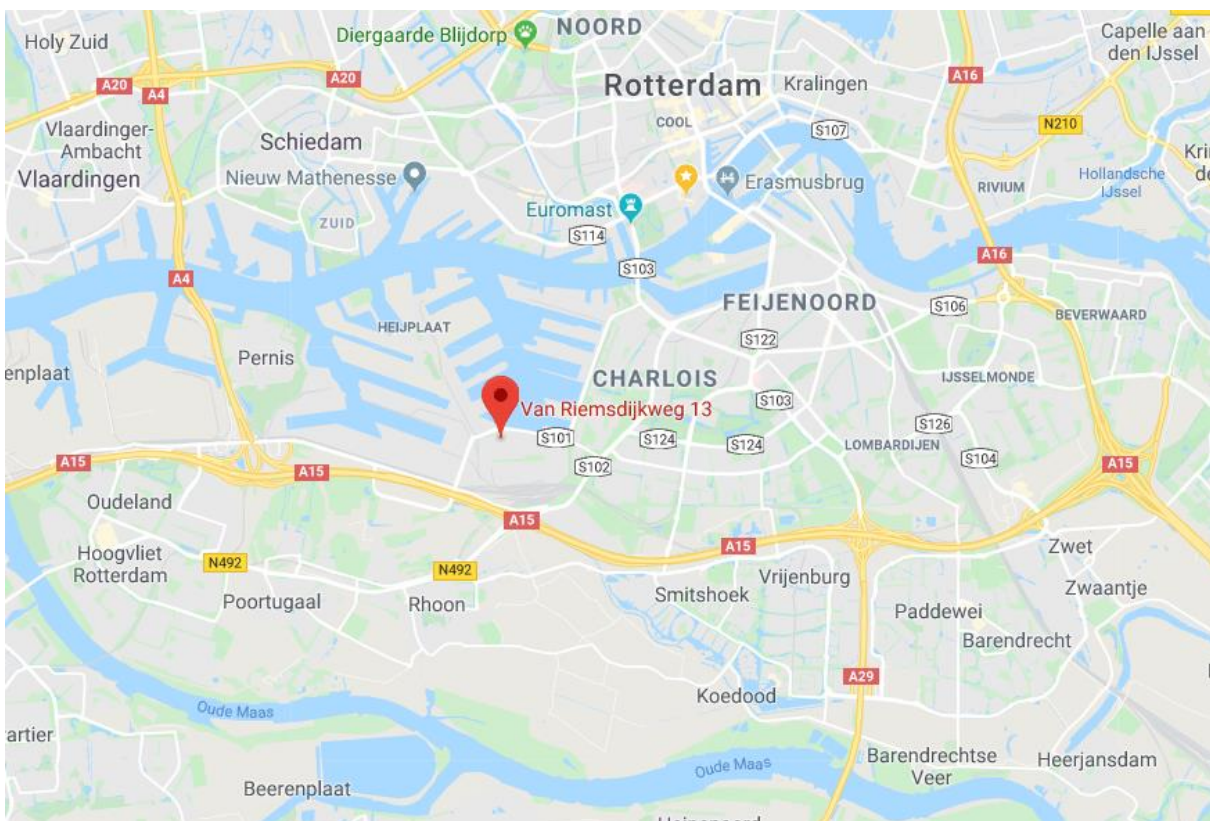 NOORD
Holy Zuid
Diergaarde Blijdorp
Capelle aan
den IJssel
A20
A4
A20
Rotterdam
Kralingen
A16
Vlaardinger-
Ambacht
Schiedam
COOL
S107
N210
Vlaardingen
Nieuw Mathenesse
Erasmusbrug
RIVIUM
Hollandsche
IJssel
Kri
de
ZUID
Euromast
S114
S103
A16
A4
HEIJPLAAT
FEIJENOORD
S106
BEVERWAARD
S122
Pernis
enplaat
CHARLOIS
IJSSELMONDE
S103
Van Riemsdijkweg 13
S126
S101
S124
S124
LOMBARDIJEN
S104
A15
A15
S102
A15
Oudeland
A15
A15
Hoogvliet
Rotterdam
N492
N492
Vrijenburg
Zwet
Poortugaal
Rhoon
Smitshoek
Zwaantje
Paddewei
Barendrecht
A29
Koedood
Oude Maas
artier
Oude Maas
Barendrechtse
Veer
Heerjansdam
Beerenplaat